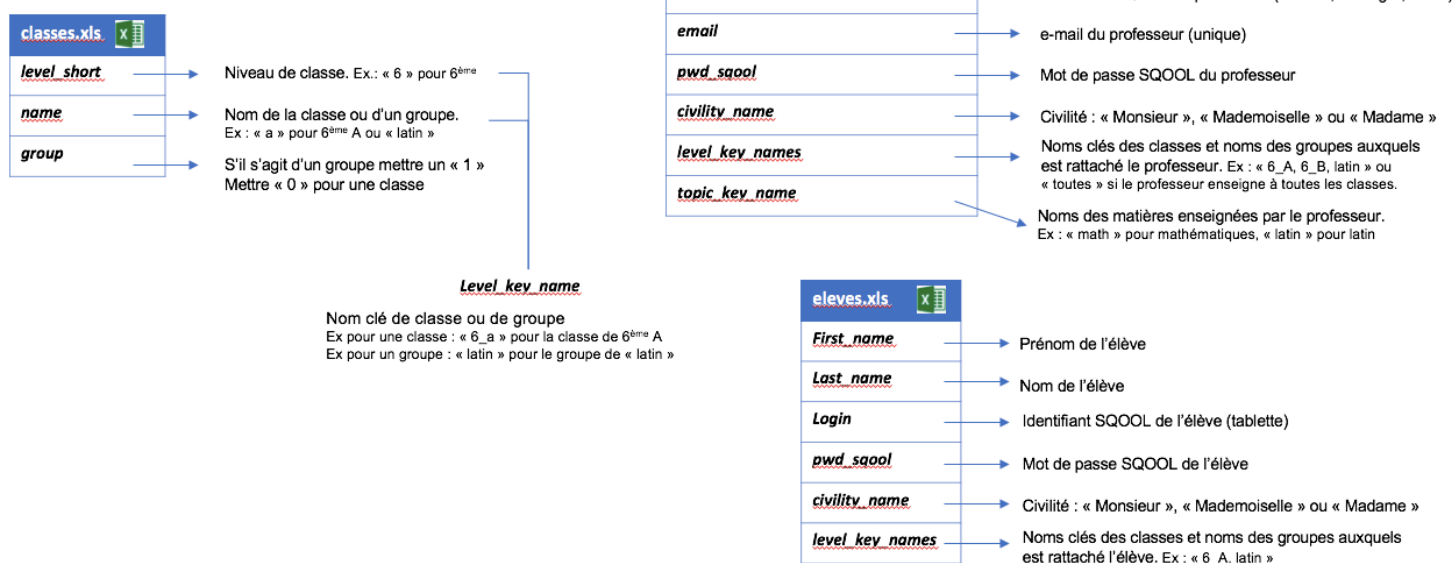 classes.xls
level_short
Niveau de classe. Ex.: « 6 » pour 6ème
name
Nom de la classe ou d'un groupe.
Ex : « a » pour 6ème A ou « latin »
group
S'il s'agit d'un groupe mettre un « 1 »
Mettre « 0 » pour une classe
Level_key_name
Nom clé de classe ou de groupe
Ex pour une classe : « 6_a » pour la classe de 6ème A
Ex pour un groupe : « latin » pour le groupe de « latin »
email
e-mail du professeur (unique)
pwd_sqool
Mot de passe SQOOL du professeur
civility_name
Civilité : « Monsieur », « Mademoiselle » ou « Madame »
level_key_names
Noms clés des classes et noms des groupes auxquels
est rattaché le professeur. Ex : « 6_A, 6_B, latin » ou
« toutes » si le professeur enseigne à toutes les classes.
topic_key_name
Noms des matières enseignées par le professeur.
Ex : « math » pour mathématiques, « latin » pour latin
eleves.xls
First_name
Prénom de l'élève
Last_name
Nom de l'élève
Login
Identifiant SQOOL de l'élève (tablette)
pwd_sqool
Mot de passe SQOOL de l'élève
civility_name
Civilité : « Monsieur », « Mademoiselle » ou « Madame »
level_key_names
Noms clés des classes et noms des groupes auxquels
est rattaché l'élève. Ex : « 6_A, latin »